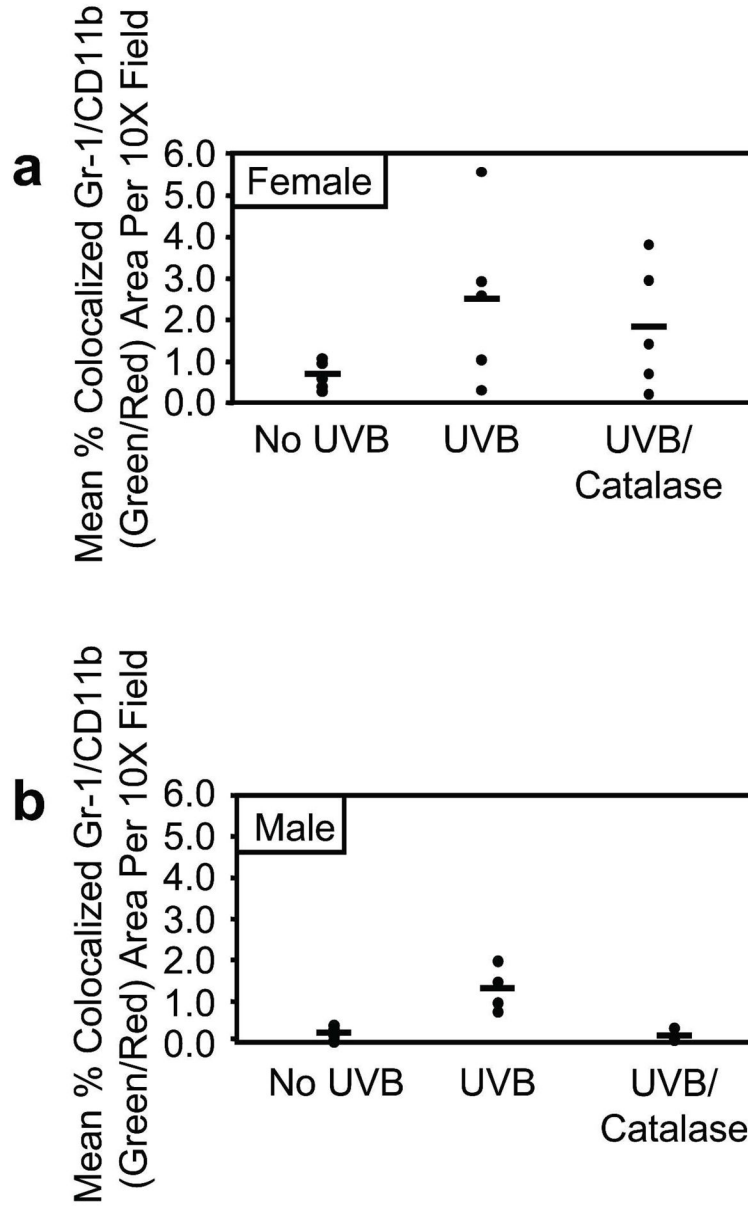 a
Mean % Colocalized Gr-1/CD11b
(Green/Red) Area Per 10X Field
6.0
5.0
4.0
3.0
2.0
1.0
0.0
Female
No UVB
UVB
UVB/
Catalase
b
Mean % Colocalized Gr-1/CD11b
(Green/Red) Area Per 10X Field
6.0
5.0
4.0
3.0
2.0
1.0
0.0
Male
No UVB
UVB
UVB/
Catalase